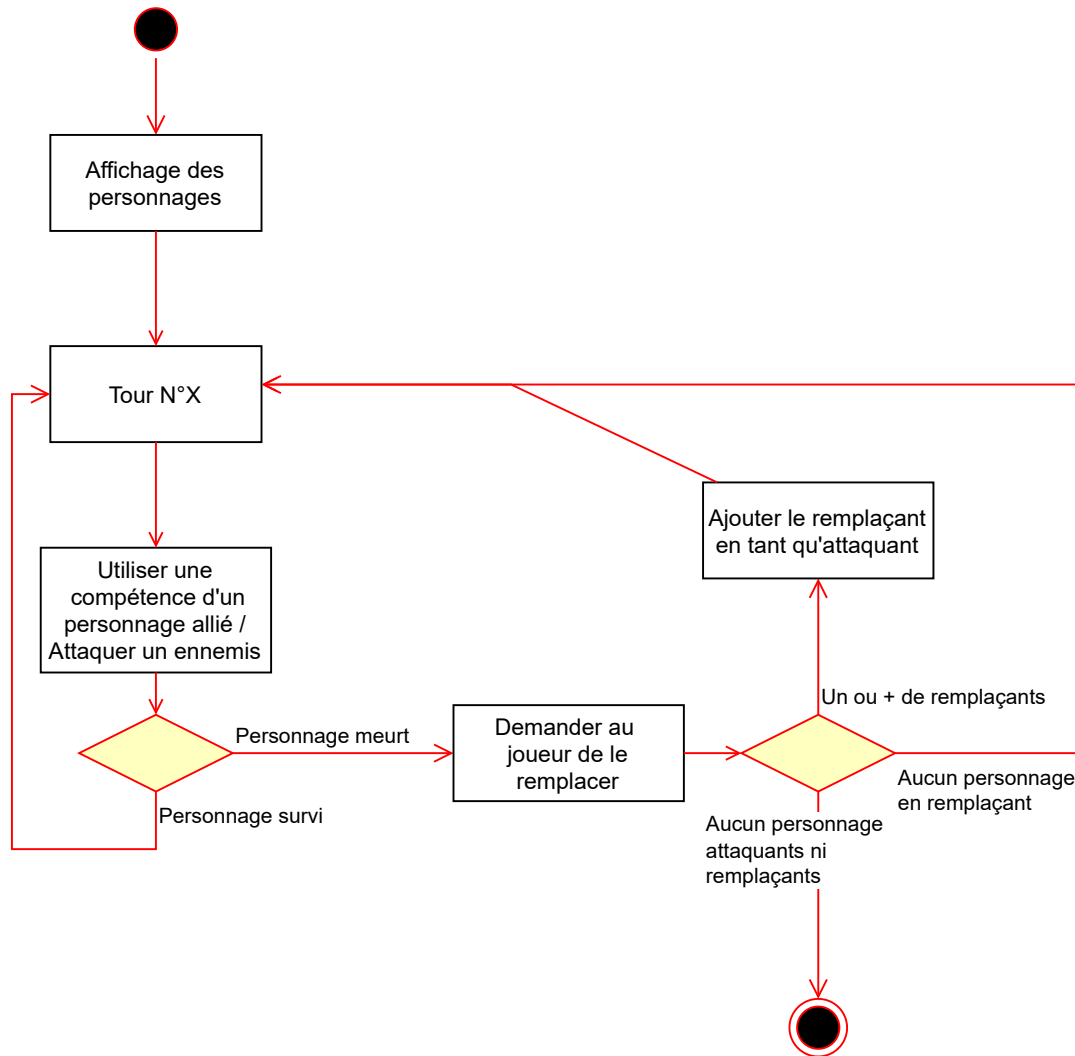 Affichage des
personnages
Tour N°X
Utiliser une
compétence d'un
personnage allié /
Attaquer un ennemis
Personnage meurt
Personnage survi
Demander au
joueur de le
remplacer
Ajouter le remplaçant
en tant qu'attaquant
Un ou + de remplaçants
Aucun personnage
en remplaçant
Aucun personnage
attaquants ni
remplaçants